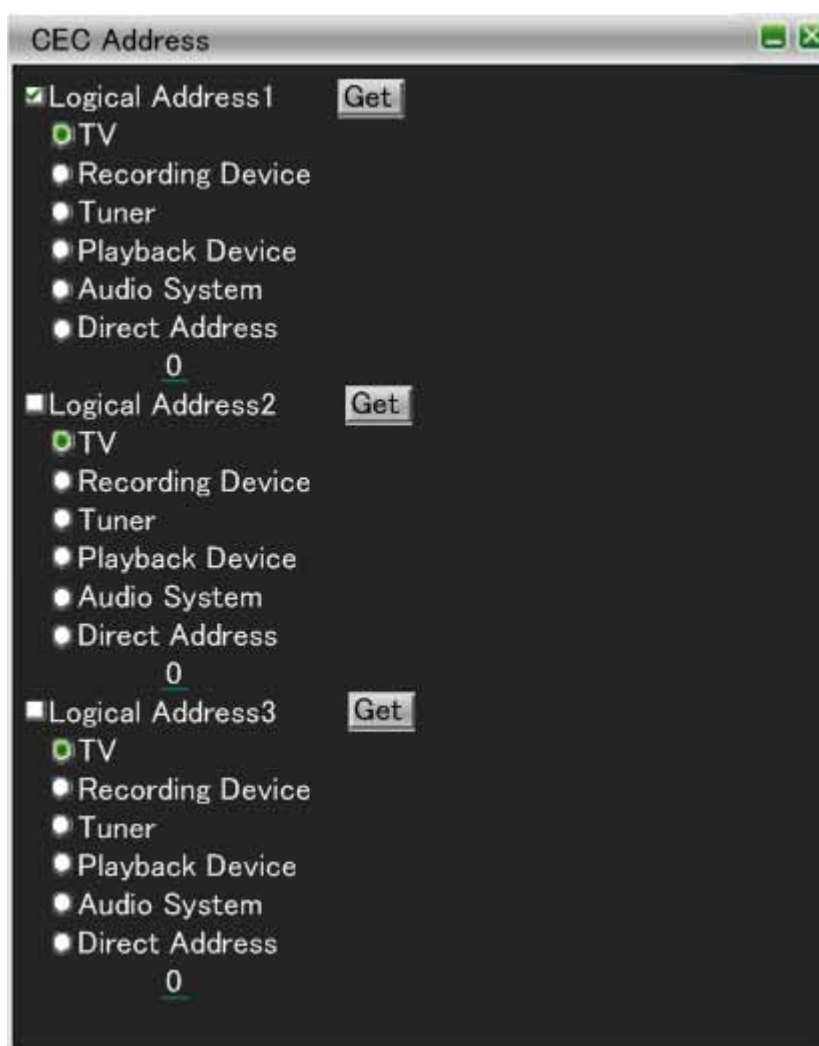 CEC Address
Logical Address1 Get
TV
Recording Device
Tuner
Playback Device
Audio System
Direct Address
0
Logical Address2 Get
TV
Recording Device
Tuner
Playback Device
Audio System
Direct Address
0
Logical Address3 Get
TV
Recording Device
Tuner
Playback Device
Audio System
Direct Address
0